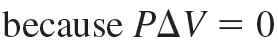 because PΔV = 0